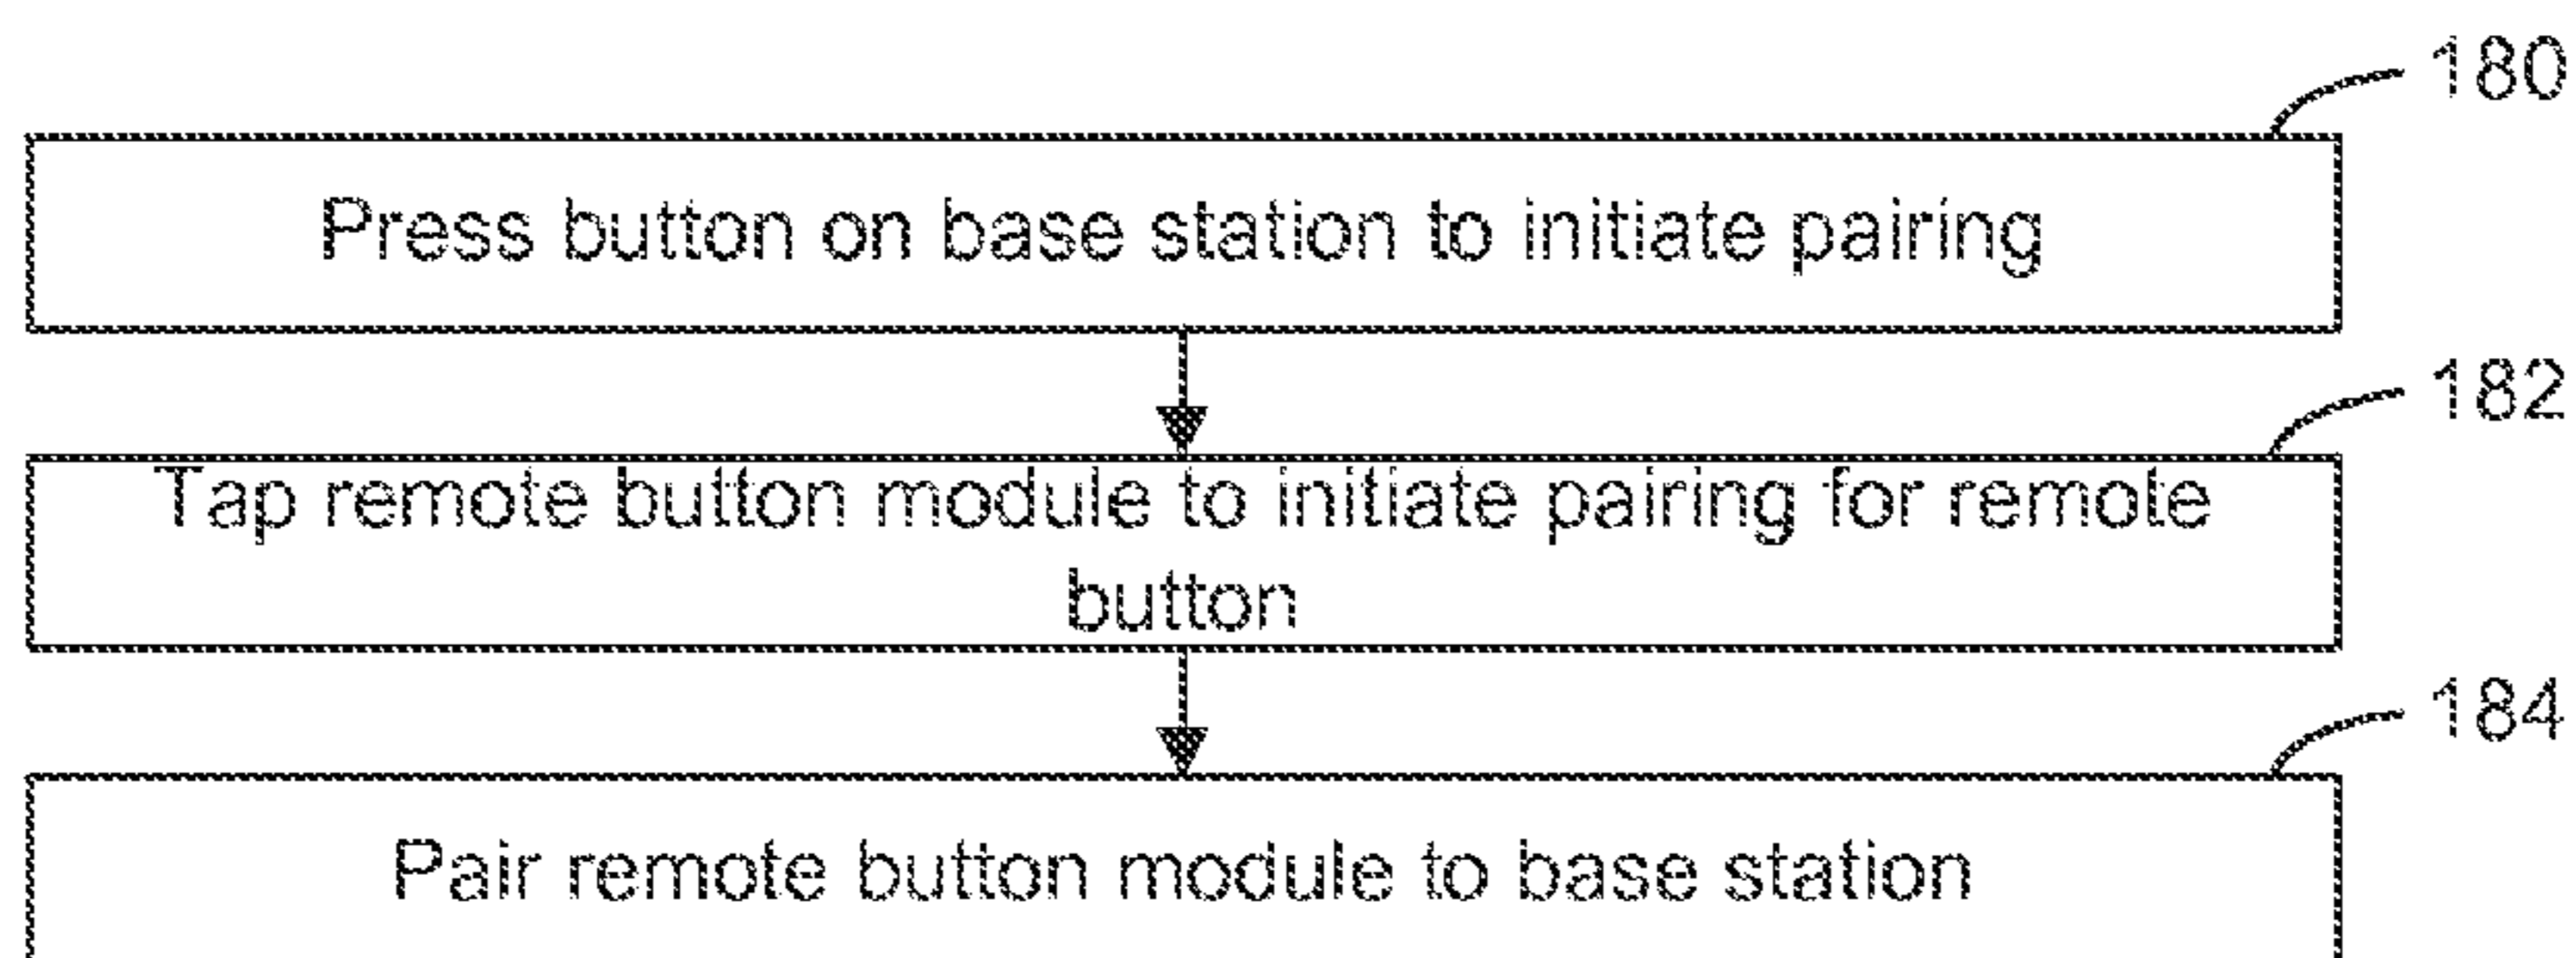 180
Press button on base station to initiate pairing
182
Tap remote button module to initiate pairing for remote
button
184
Pair remote button module to base station